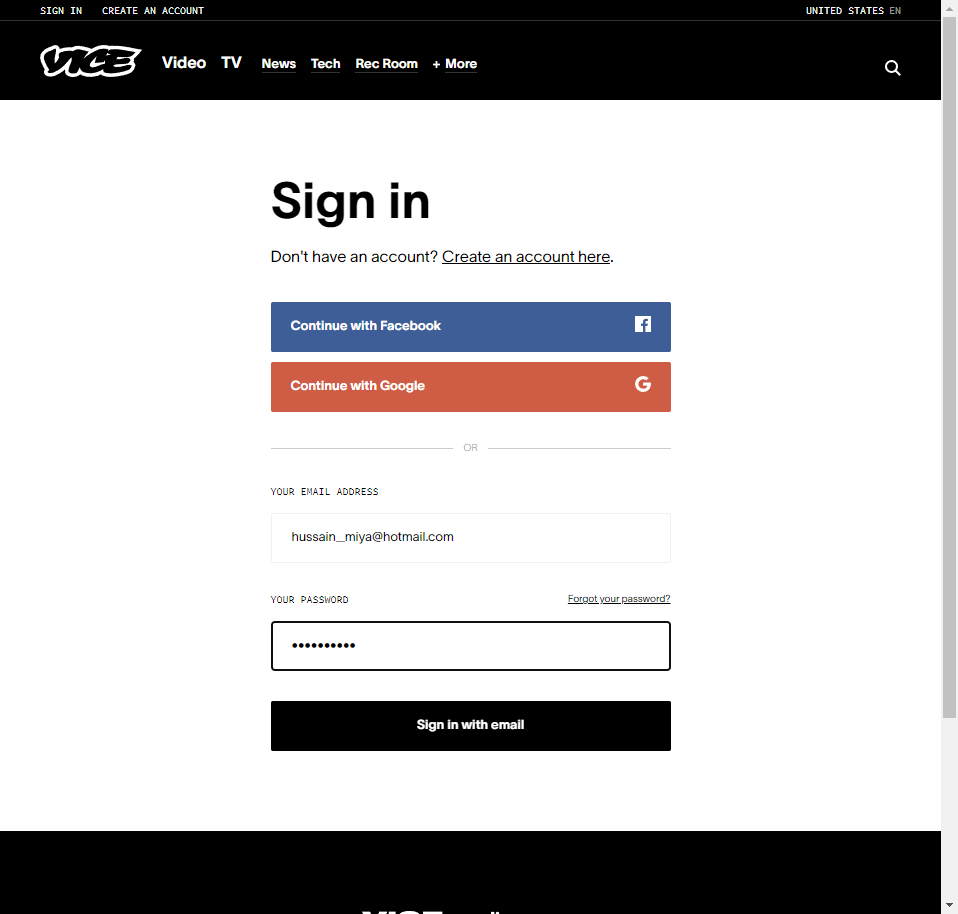 SIGN IN CREATE AN ACCOUNT UNITED STATES EN
VICE Video TV News Tech Rec Room + More
Sign in
Don't have an account? Create an account here.
Continue with Facebook
Continue with Google
OR
YOUR EMAIL ADDRESS
hussain_miya@hotmail.com
YOUR PASSWORD Forgot your password?
••••••••••
Sign in with email